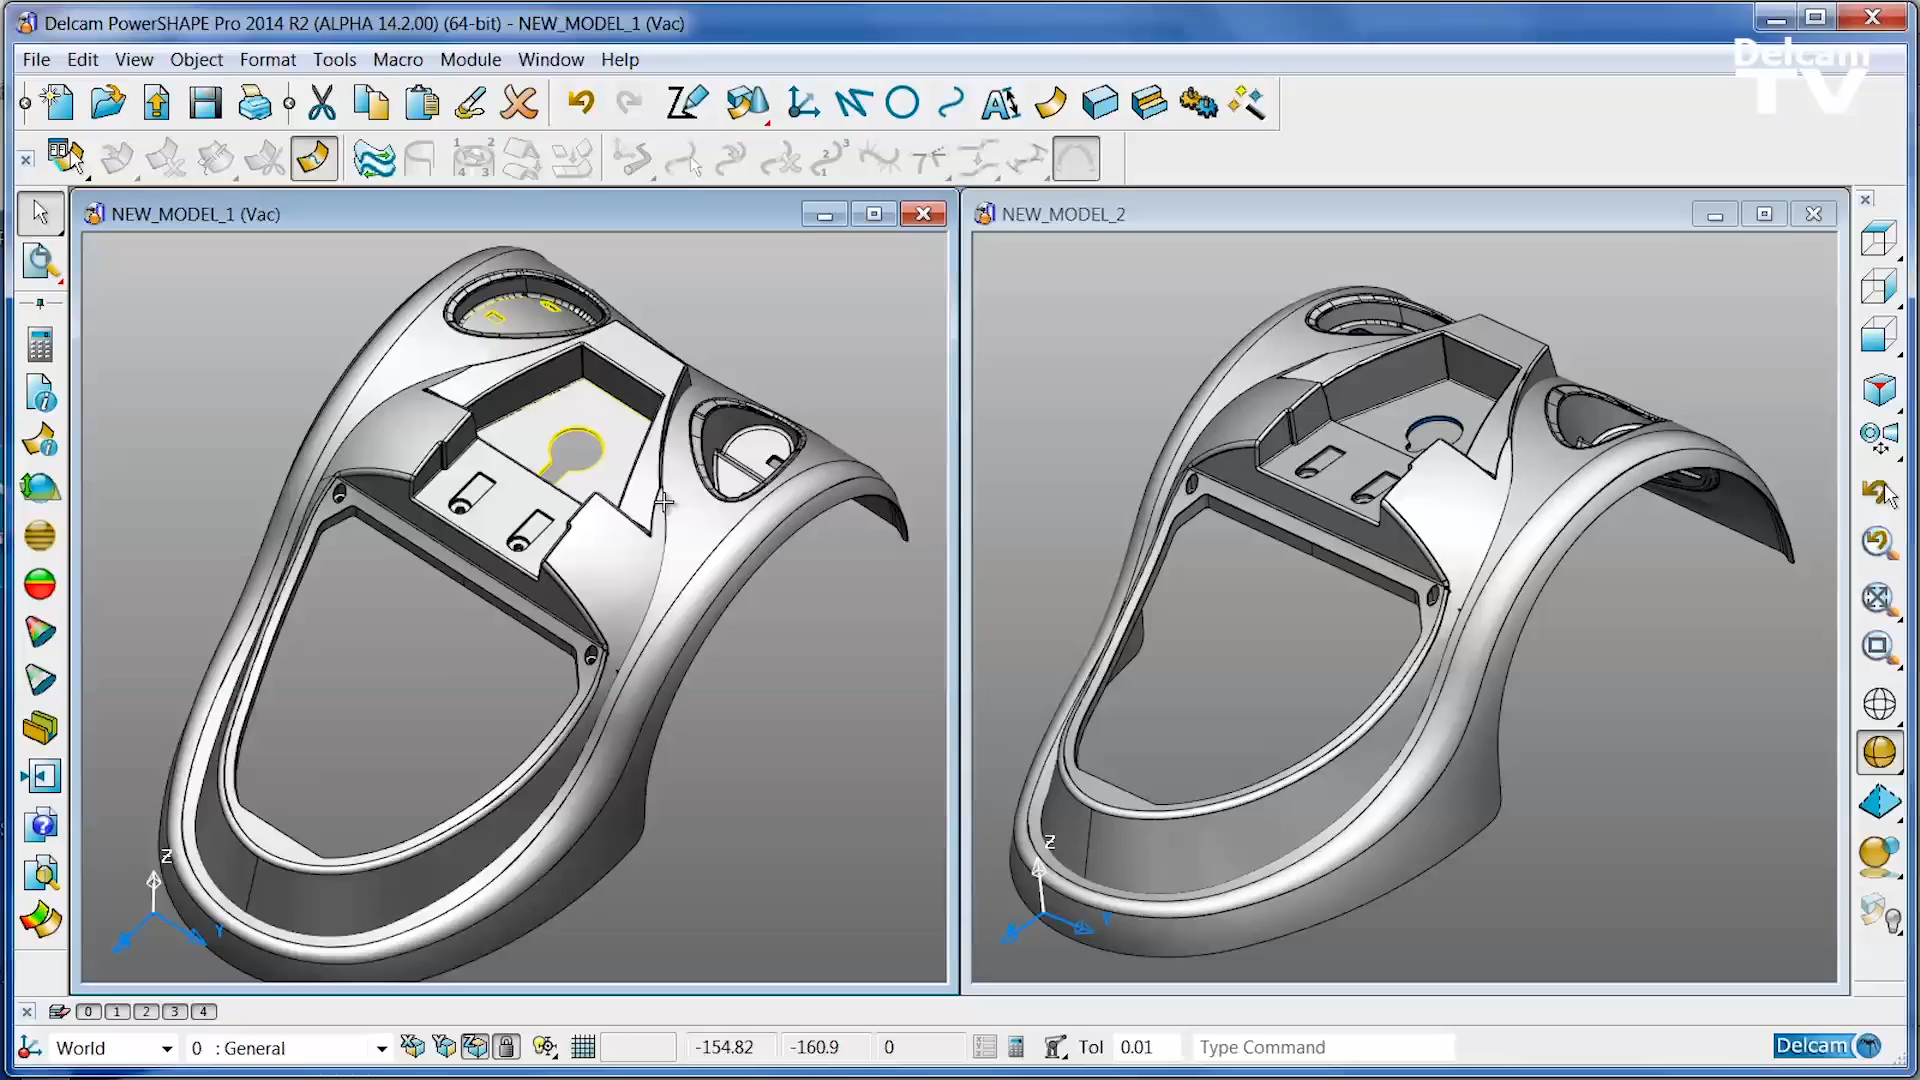 Delcam PowerSHAPE Pro 2014 R2 (ALPHA 14.2.00) (64-bit) - NEW_MODEL_1 (Vac)
File Edit View Object Format Tools Macro Module Window Help
Delcam
TV
NEW_MODEL_1 (Vac)
NEW_MODEL_2
Z
Y
Z
Y
0 1 2 3 4
World 0 : General -154.82 -160.9 0 Tol 0.01 Type Command Delcam